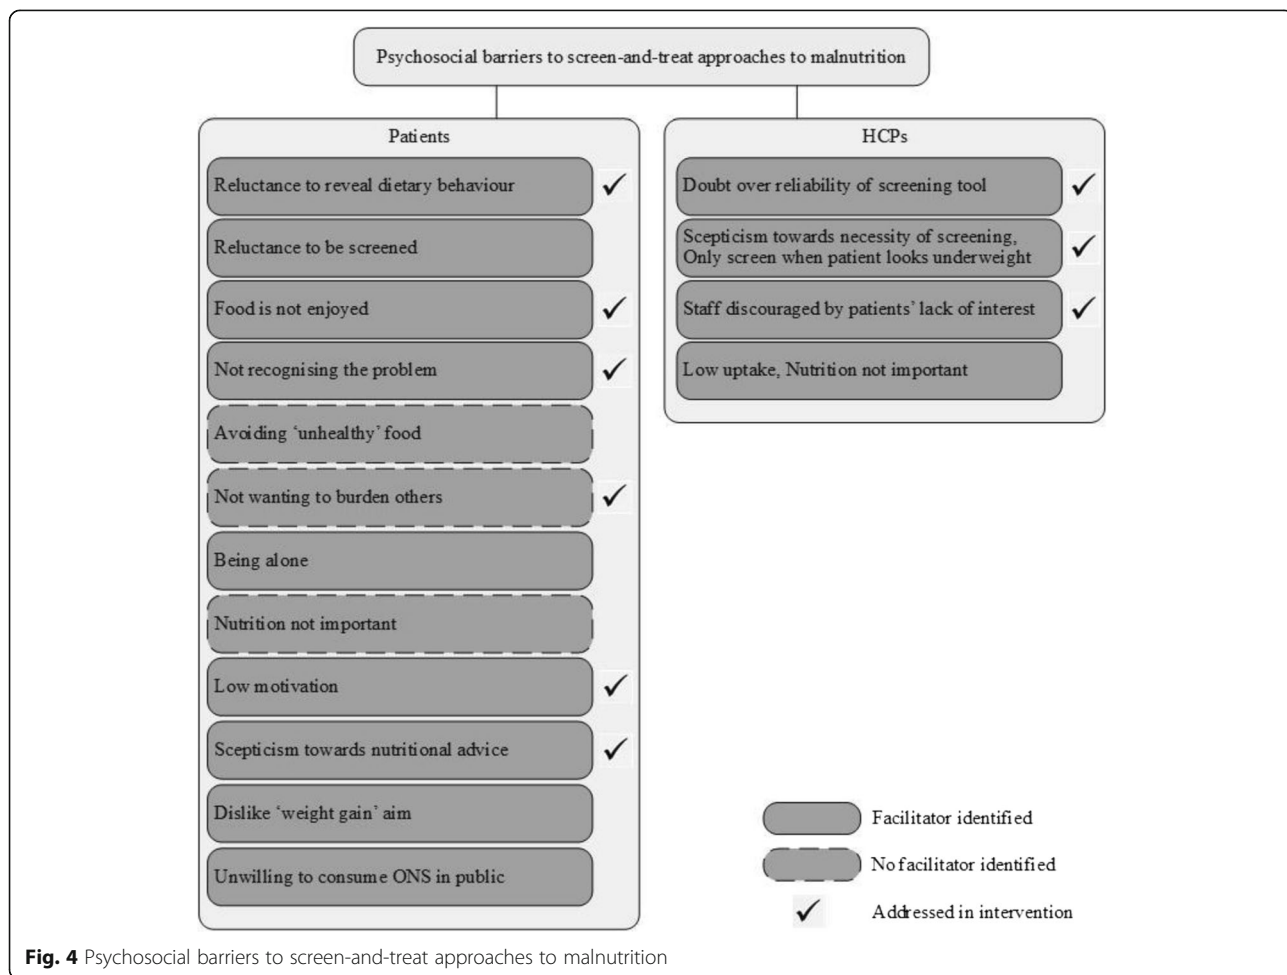 Psychosocial barriers to screen-and-treat approaches to malnutrition
Patients
Reluctance to reveal dietary behaviour
Reluctance to be screened
Food is not enjoyed
Not recognising the problem
Avoiding ‘unhealthy’ food
Not wanting to burden others
Being alone
Nutrition not important
Low motivation
Scepticism towards nutritional advice
Dislike ‘weight gain’ aim
Unwilling to consume ONS in public
HCPs
Doubt over reliability of screening tool
Scepticism towards necessity of screening,
Only screen when patient looks underweight
Staff discouraged by patients’ lack of interest
Low uptake, Nutrition not important
Facilitator identified
No facilitator identified
Addressed in intervention
Fig. 4 Psychosocial barriers to screen-and-treat approaches to malnutrition